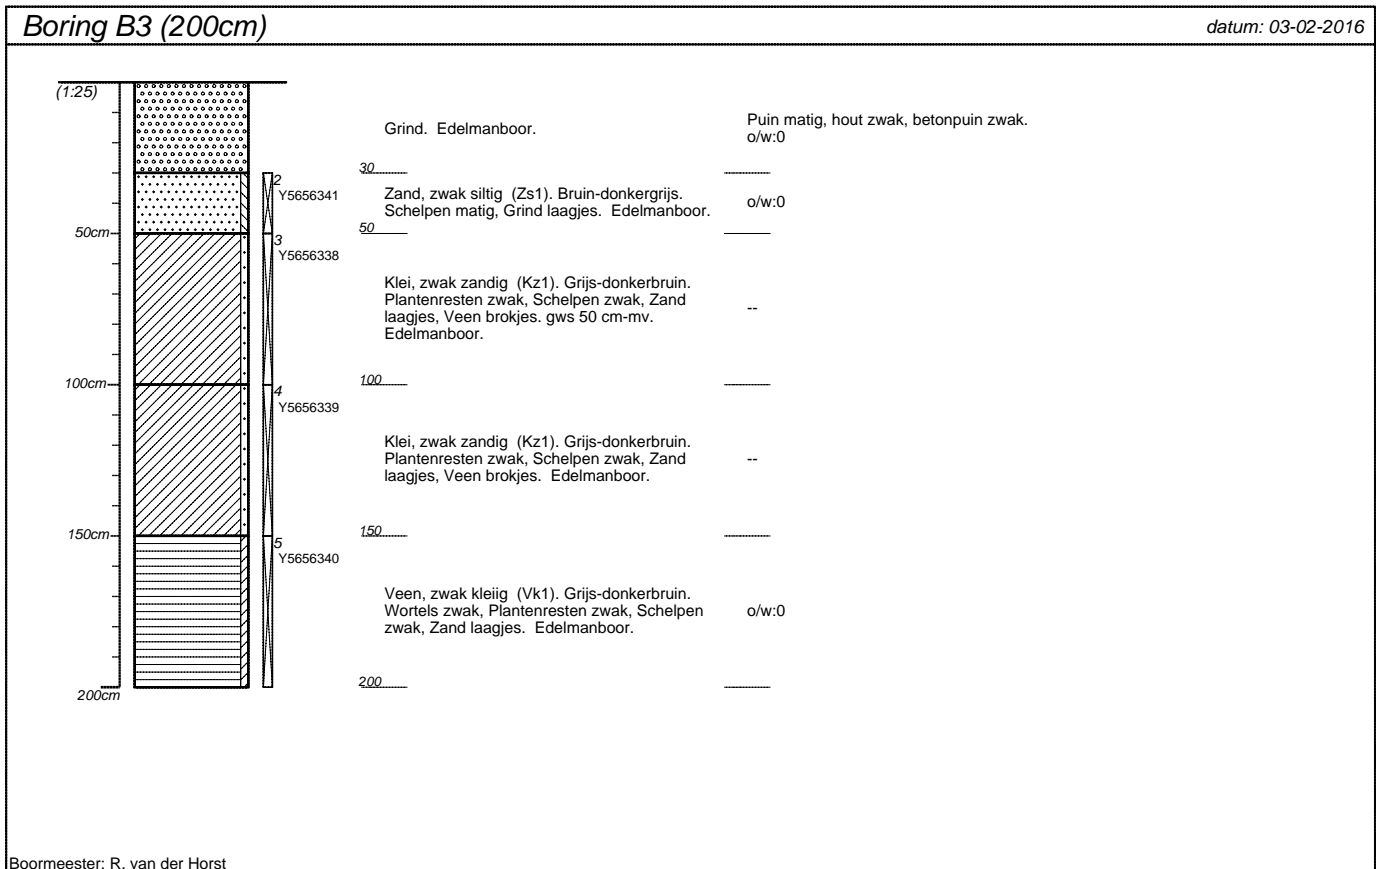 Boring B3 (200cm)
datum: 03-02-2016
(1:25)
Grind.  Edelmanboor.
Puin matig, hout zwak, betonpuin zwak.
o/w:0
30
2
Y5656341
Zand, zwak siltig  (Zs1). Bruin-donkergrijs.
Schelpen matig, Grind laagjes.  Edelmanboor.
o/w:0
50cm
50
3
Y5656338
Klei, zwak zandig  (Kz1). Grijs-donkerbruin.
Plantenresten zwak, Schelpen zwak, Zand
laagjes, Veen brokjes. gws 50 cm-mv.
Edelmanboor.
--
100cm
100
4
Y5656339
Klei, zwak zandig  (Kz1). Grijs-donkerbruin.
Plantenresten zwak, Schelpen zwak, Zand
laagjes, Veen brokjes.  Edelmanboor.
--
150cm
150
5
Y5656340
Veen, zwak kleiig  (Vk1). Grijs-donkerbruin.
Wortels zwak, Plantenresten zwak, Schelpen
zwak, Zand laagjes.  Edelmanboor.
o/w:0
200cm
200
Boormeester: R. van der Horst